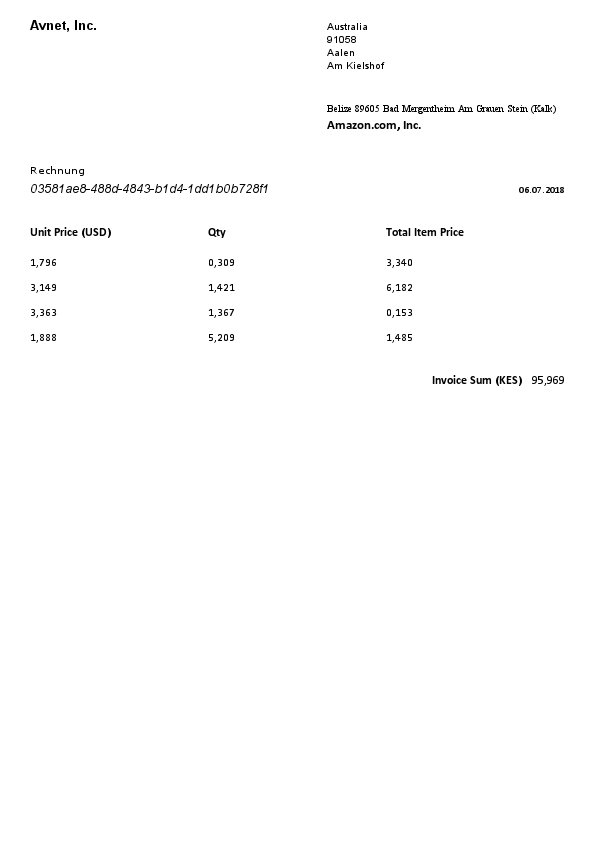 Avnet, Inc.
Australia
91058
Aalen
Am Kielshof
Belize 89605 Bad Mergentheim Am Grauen Stein (Kalk)
Amazon.com, Inc.
Rechnung
03581ae8-488d-4843-b1d4-1dd1b0b728f1
06.07.2018
Unit Price (USD) Qty Total Item Price
1,796 0,309 3,340
3,149 1,421 6,182
3,363 1,367 0,153
1,888 5,209 1,485
Invoice Sum (KES) 95,969